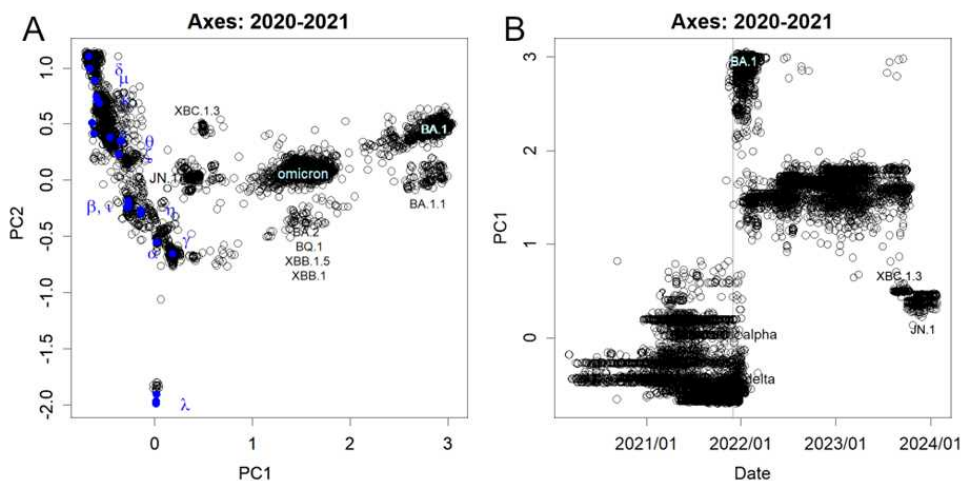 A
Axes: 2020-2021
PC2
1.0
0.5
0.0
-0.5
-1.0
-1.5
-2.0
δμ
XBC.1.3
BA.1
θ
JN.1
omicron
β, ι
η
BA.1.1
γ
α
BA.2
BQ.1
XBB.1.5
XBB.1
λ
0
1
2
3
PC1
B
Axes: 2020-2021
PC1
3
2
1
0
BA.1
XBC.1.3
JN.1
alpha
delta
2021/01
2022/01
2023/01
2024/01
Date